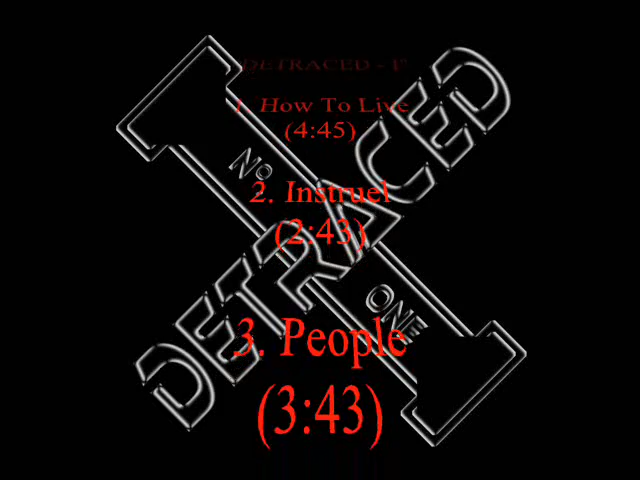 DETRACED - I'
1. How To Live
(4:45)
2. Instruel
(2:43)
3. People
(3:43)
DETRACED
No
ONE